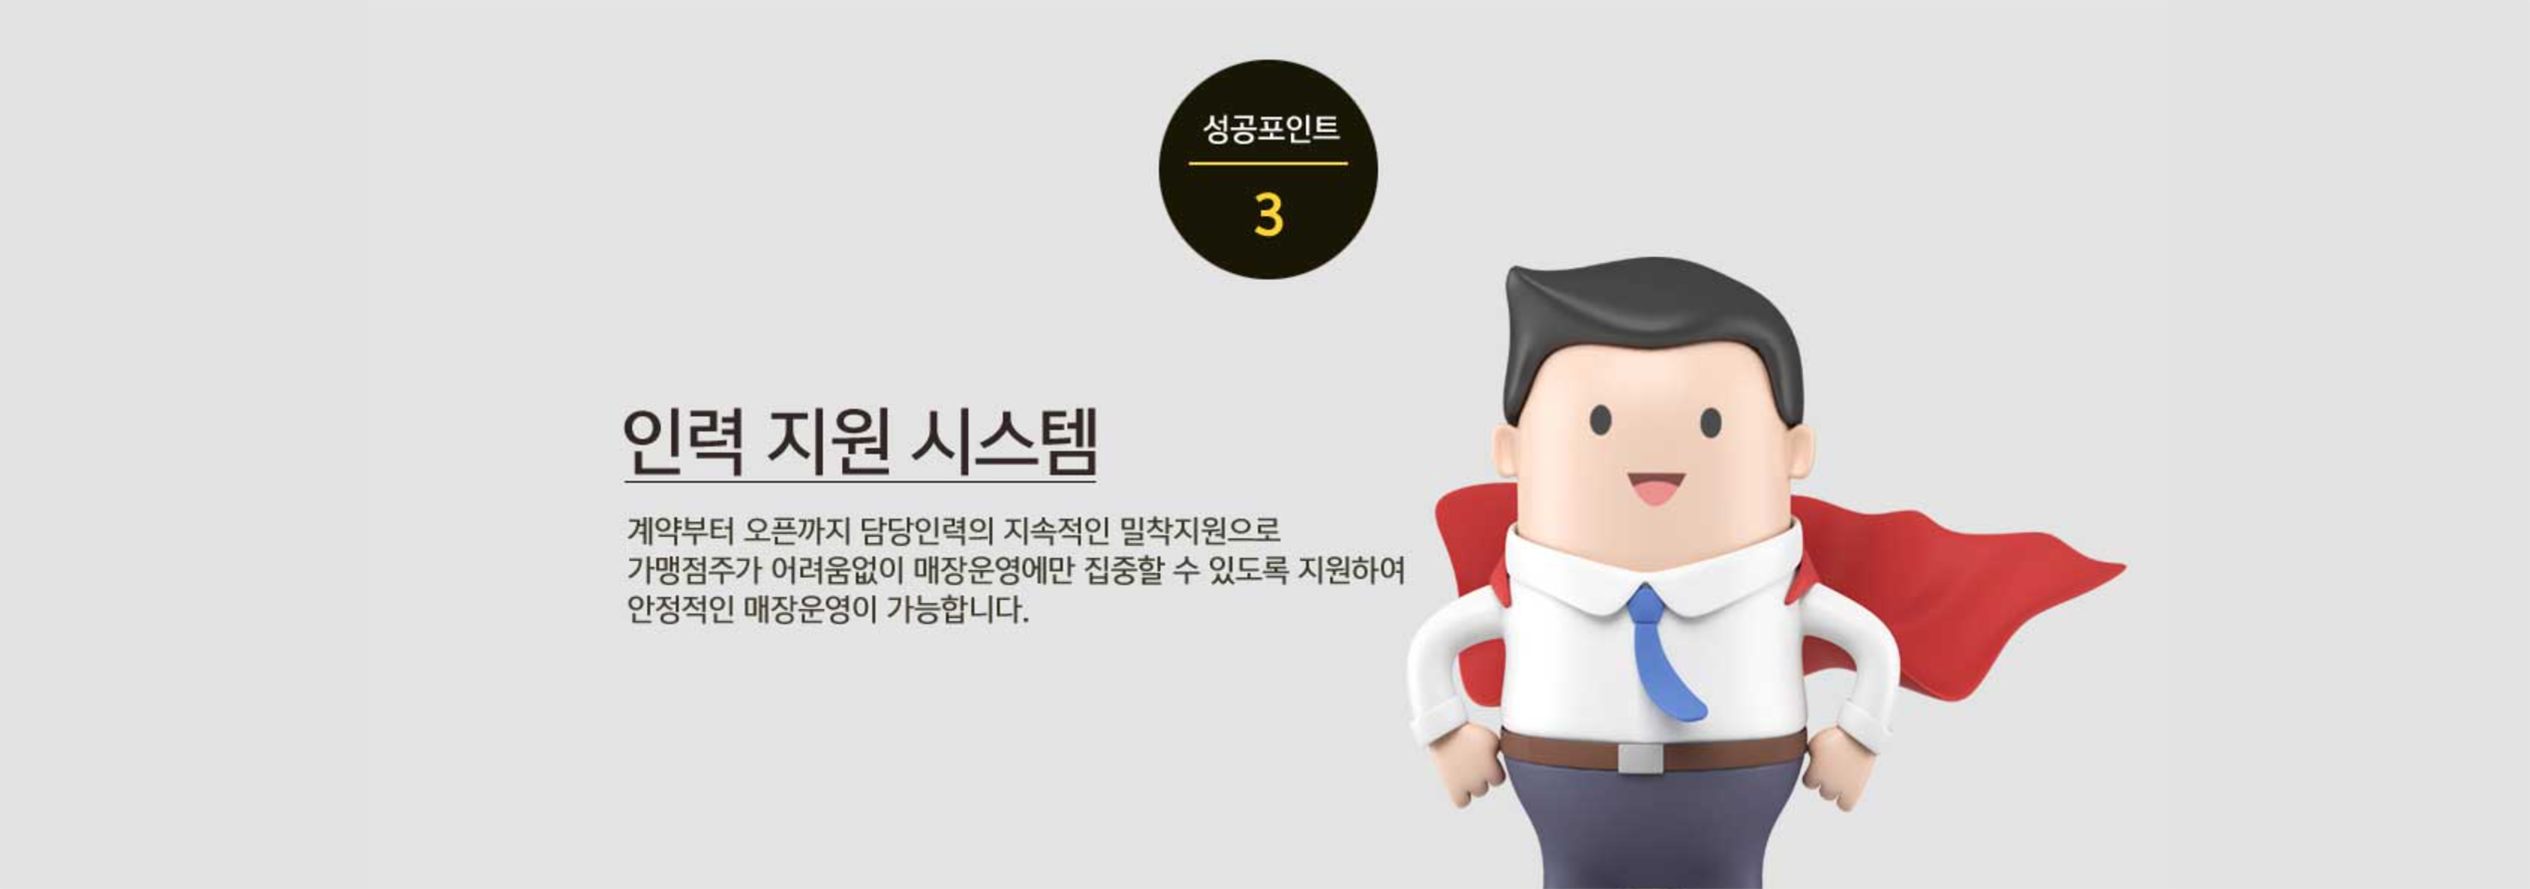 성공포인트
3
인력 지원 시스템
계약부터 오픈까지 담당인력의 지속적인 밀착지원으로
가맹점주가 어려움없이 매장운영에만 집중할 수 있도록 지원하여
안정적인 매장운영이 가능합니다.